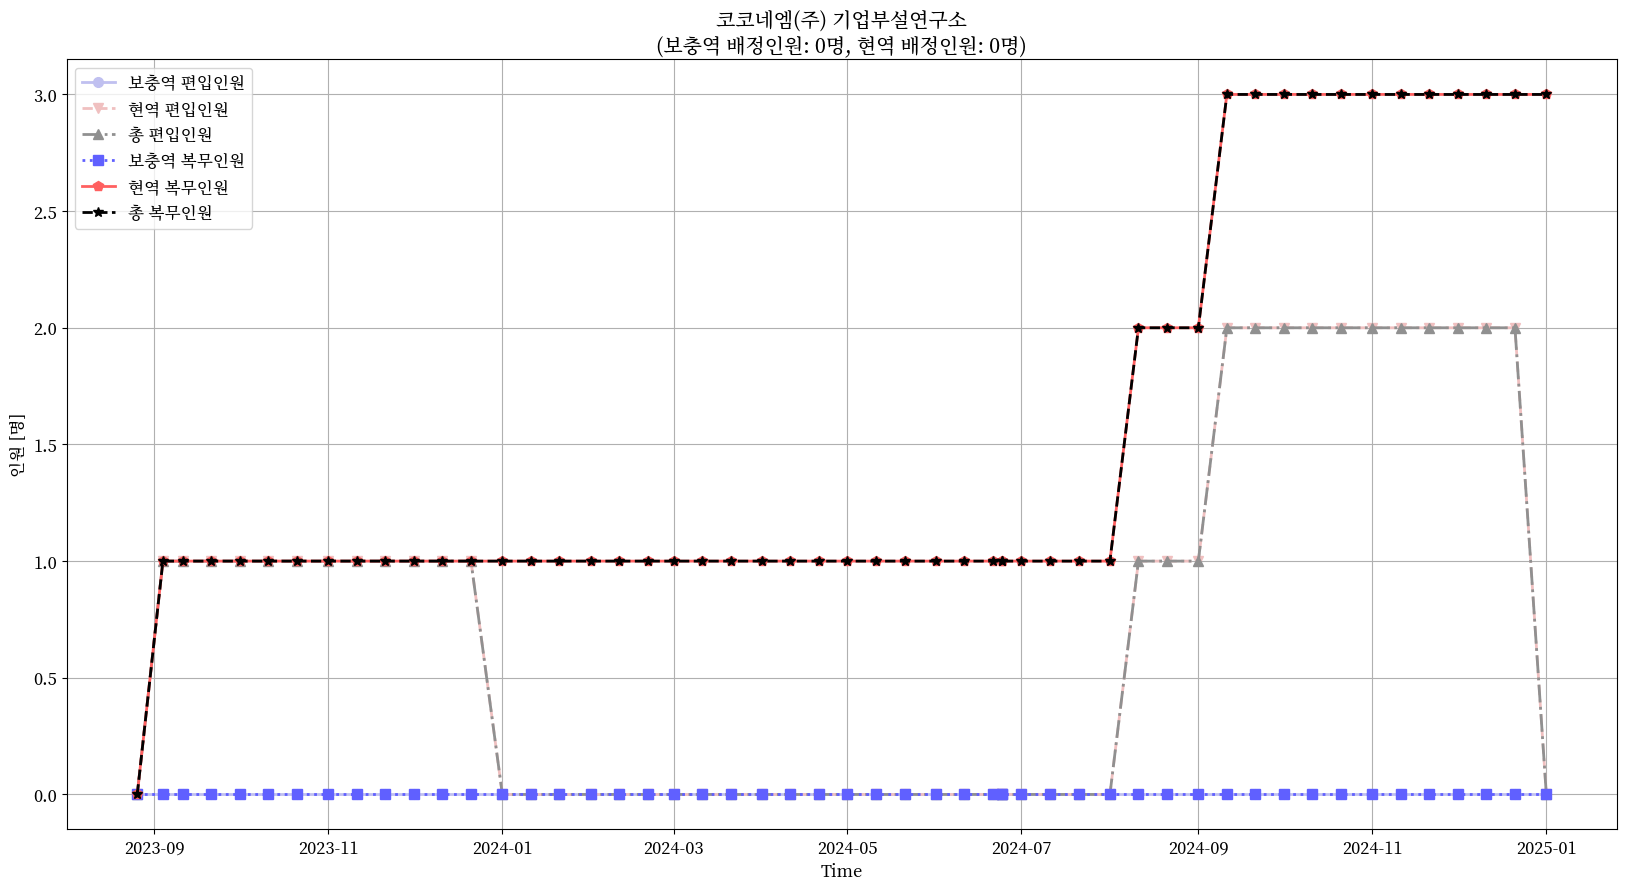 코코네엠(주) 기업부설연구소
(보충역 배정인원: 0명, 현역 배정인원: 0명)
보충역 편입인원
현역 편입인원
총 편입인원
보충역 복무인원
현역 복무인원
총 복무인원
인원 [명]
3.0
2.5
2.0
1.5
1.0
0.5
0.0
2023-09
2023-11
2024-01
2024-03
2024-05
2024-07
2024-09
2024-11
2025-01
Time